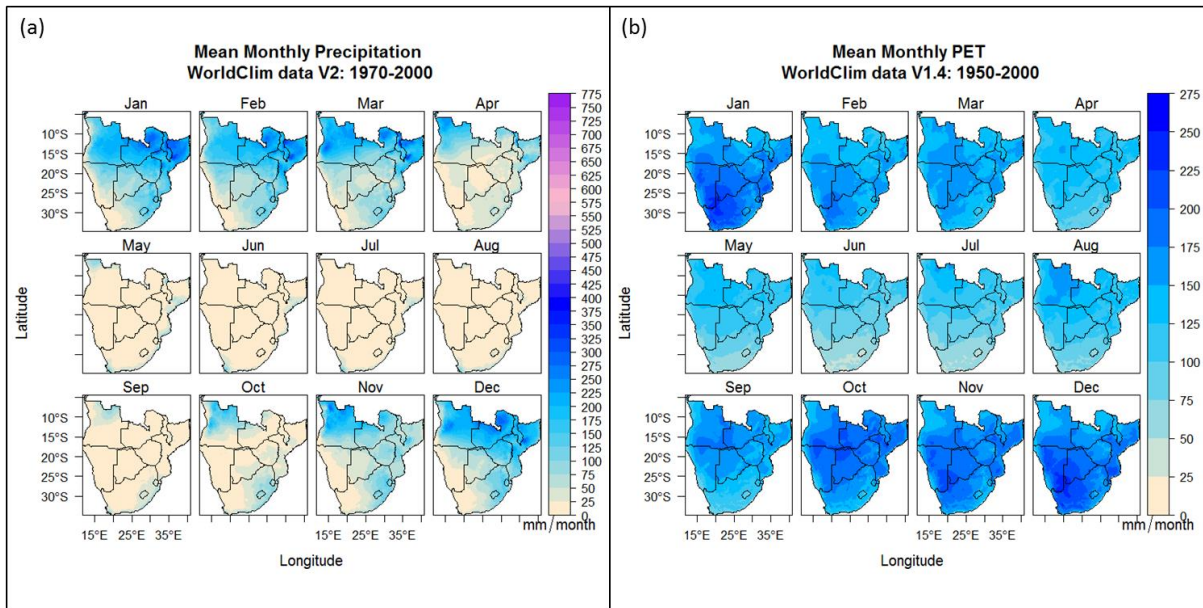 (a)
Mean Monthly Precipitation
WorldClim data V2: 1970-2000
Jan Feb Mar Apr
10°S
15°S
20°S
25°S
30°S
May Jun Jul Aug
Sep Oct Nov Dec
10°S
15°S
20°S
25°S
30°S
15°E 25°E 35°E 15°E 25°E 35°E
Latitude
Longitude
775
750
725
700
675
650
625
600
575
550
525
500
475
450
425
400
375
350
325
300
275
250
225
200
175
150
125
100
75
50
25
0
mm/month
(b)
Mean Monthly PET
WorldClim data V1.4: 1950-2000
Jan Feb Mar Apr
10°S
15°S
20°S
25°S
30°S
May Jun Jul Aug
Sep Oct Nov Dec
10°S
15°S
20°S
25°S
30°S
15°E 25°E 35°E 15°E 25°E 35°E
Latitude
Longitude
275
250
225
200
175
150
125
100
75
50
25
0
mm/month